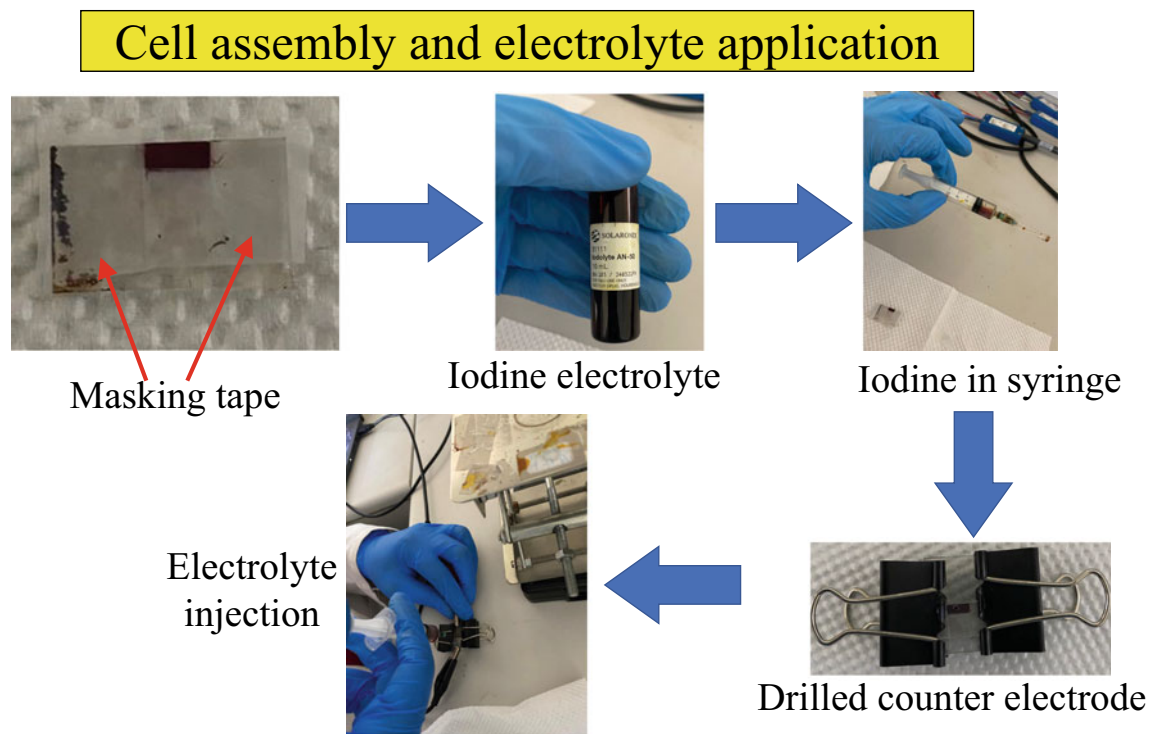 Cell assembly and electrolyte application
Masking tape
SOLARONIX
Iodolyte AN-50
Iodine electrolyte
Iodine in syringe
Drilled counter electrode
Electrolyte
injection